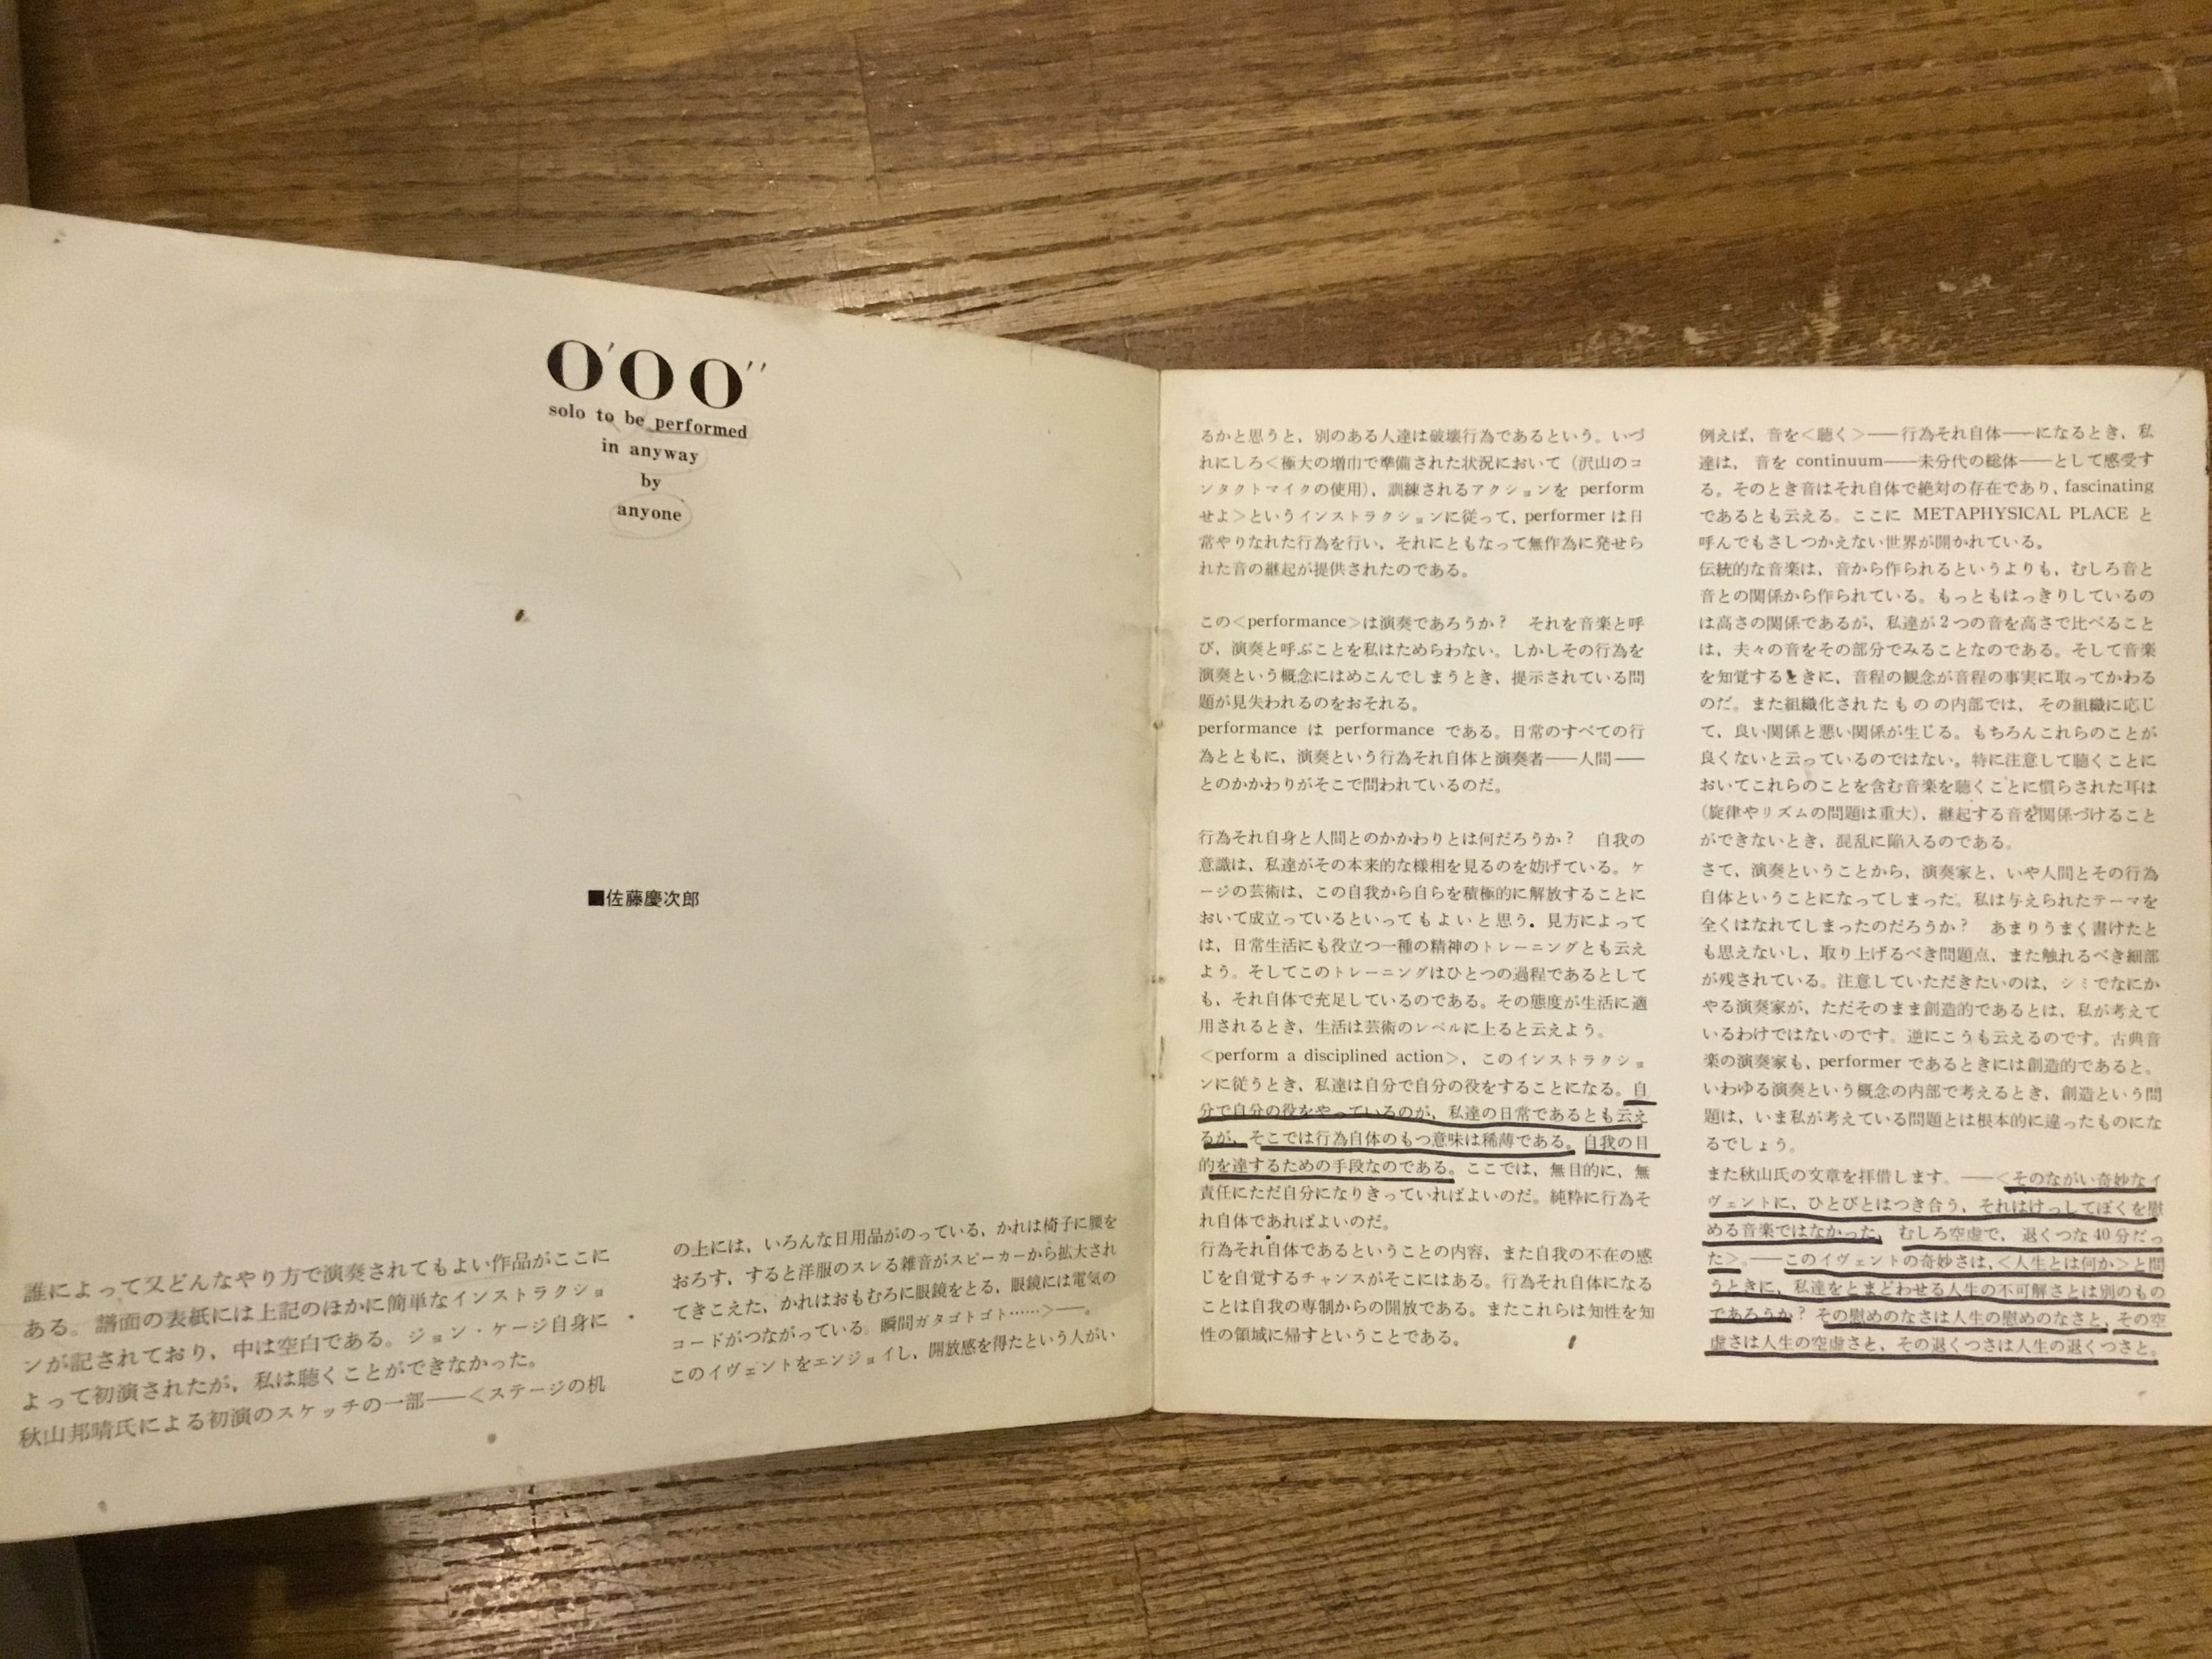 0'00''
solo to be performed
in anyway
by
anyone
■佐藤慶次郎
誰によって又どんなやり方で演奏されてもよい作品がここに
ある。譜面の表紙には上記のほかに簡単なインストラクショ
ンが記されており、中は空白である。ジョン・ケージ自身に
よって初演されたが、私は聴くことができなかった。
秋山邦晴氏による初演のスケッチの一部──<ステージの机
の上には、いろんな日用品がのっている、かれは椅子に腰を
おろす、すると洋服のスレる雑音がスピーカーから拡大され
てきこえた、かれはおもむろに眼鏡をとる、眼鏡には電気の
コードがつながっている。瞬間ガタゴトゴト……>──。
このイヴェントをエンジョイし、開放感を得たという人がい
るかと思うと、別のある人達は破壊行為であるという。いづ
れにしろ<極大の増巾で準備された状況において（沢山のコ
ンタクトマイクの使用）、訓練されるアクションを perform
せよ>というインストラクションに従って、performer は日
常やりなれた行為を行い、それにともなって無作為に発せら
れた音の継起が提供されたのである。
この<performance>は演奏であろうか？　それを音楽と呼
び、演奏と呼ぶことを私はためらわない。しかしその行為を
演奏という概念にはめこんでしまうとき、提示されている問
題が見失われるのをおそれる。
performance は performance である。日常のすべての行
為とともに、演奏という行為それ自体と演奏者──人間──
とのかかわりがそこで問われているのだ。
行為それ自身と人間とのかかわりとは何だろうか？　自我の
意識は、私達がその本来的な様相を見るのを妨げている。ケ
ージの芸術は、この自我から自らを積極的に解放することに
おいて成立っているといってもよいと思う。見方によって
は、日常生活にも役立つ一種の精神のトレーニングとも云え
よう。そしてこのトレーニングはひとつの過程であるとして
も、それ自体で充足しているのである。その態度が生活に適
用されるとき、生活は芸術のレベルに上ると云えよう。
<perform a disciplined action>、このインストラクショ
ンに従うとき、私達は自分で自分の役をすることになる。自
分で自分の役をやっているのが、私達の日常であるとも云え
るが、そこでは行為自体のもつ意味は稀薄である。自我の目
的を達するための手段なのである。ここでは、無目的に、無
責任にただ自分になりきっていればよいのだ。純粋に行為そ
れ自体であればよいのだ。
行為それ自体であるということの内容、また自我の不在の感
じを自覚するチャンスがそこにはある。行為それ自体になる
ことは自我の専制からの開放である。またこれらは知性を知
性の領域に帰すということである。
例えば、音を<聴く>──行為それ自体──になるとき、私
達は、音を continuum──未分代の総体──として感受す
る。そのとき音はそれ自体で絶対の存在であり、fascinating
であるとも云える。ここに METAPHYSICAL PLACE と
呼んでもさしつかえない世界が開かれている。
伝統的な音楽は、音から作られるというよりも、むしろ音と
音との関係から作られている。もっともはっきりしているの
は高さの関係であるが、私達が2つの音を高さで比べること
は、夫々の音をその部分でみることなのである。そして音楽
を知覚するときに、音程の観念が音程の事実に取ってかわる
のだ。また組織化されたものの内部では、その組織に応じ
て、良い関係と悪い関係が生じる。もちろんこれらのことが
良くないと云っているのではない。特に注意して聴くことに
おいてこれらのことを含む音楽を聴くことに慣らされた耳は
（旋律やリズムの問題は重大）、継起する音を関係づけること
ができないとき、混乱に陥入るのである。
さて、演奏ということから、演奏家と、いや人間とその行為
自体ということになってしまった。私は与えられたテーマを
全くはなれてしまったのだろうか？　あまりうまく書けたと
も思えないし、取り上げるべき問題点、また触れるべき細部
が残されている。注意していただきたいのは、シミでなにか
やる演奏家が、ただそのまま創造的であるとは、私が考えて
いるわけではないのです。逆にこうも云えるのです。古典音
楽の演奏家も、performer であるときには創造的であると。
いわゆる演奏という概念の内部で考えるとき、創造という問
題は、いま私が考えている問題とは根本的に違ったものにな
るでしょう。
また秋山氏の文章を拝借します。──<そのながい奇妙なイ
ヴェントに、ひとびとはつき合う、それはけっしてぼくを慰
める音楽ではなかった、むしろ空虚で、退くつな40分だっ
た>。──このイヴェントの奇妙さは、<人生とは何か>と問
うときに、私達をとまどわせる人生の不可解さとは別のもの
であろうか？ その慰めのなさは人生の慰めのなさと、その空
虚さは人生の空虚さと、その退くつさは人生の退くつさと。